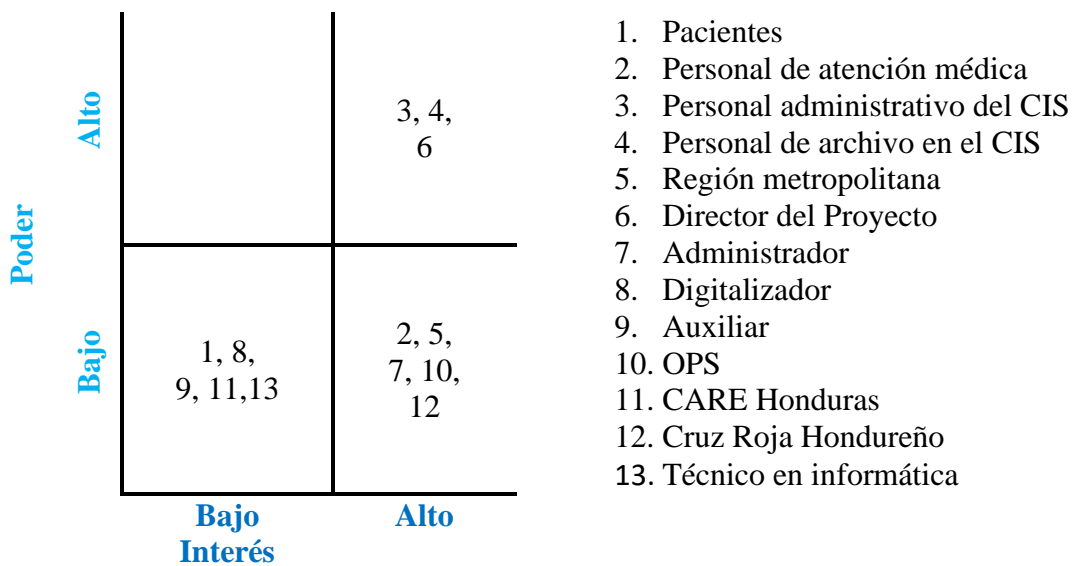 Poder
Alto
Bajo
3, 4,
6
1, 8,
9, 11,13
2, 5,
7, 10,
12
Bajo
Alto
Interés
1. Pacientes
2. Personal de atención médica
3. Personal administrativo del CIS
4. Personal de archivo en el CIS
5. Región metropolitana
6. Director del Proyecto
7. Administrador
8. Digitalizador
9. Auxiliar
10. OPS
11. CARE Honduras
12. Cruz Roja Hondureño
13. Técnico en informática